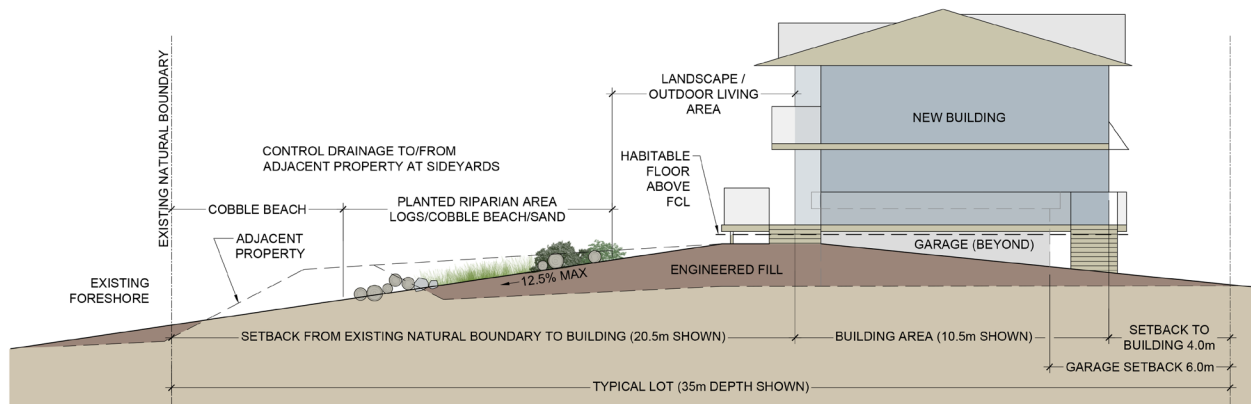 EXISTING NATURAL BOUNDARY
CONTROL DRAINAGE TO/FROM
ADJACENT PROPERTY AT SIDEYARDS
COBBLE BEACH
PLANTED RIPARIAN AREA
LOGS/COBBLE BEACH/SAND
ADJACENT
PROPERTY
EXISTING
FORESHORE
LANDSCAPE /
OUTDOOR LIVING
AREA
HABITABLE
FLOOR
ABOVE
FCL
NEW BUILDING
GARAGE (BEYOND)
12.5% MAX
ENGINEERED FILL
SETBACK FROM EXISTING NATURAL BOUNDARY TO BUILDING (20.5m SHOWN)
BUILDING AREA (10.5m SHOWN)
SETBACK TO
BUILDING 4.0m
GARAGE SETBACK 6.0m
TYPICAL LOT (35m DEPTH SHOWN)